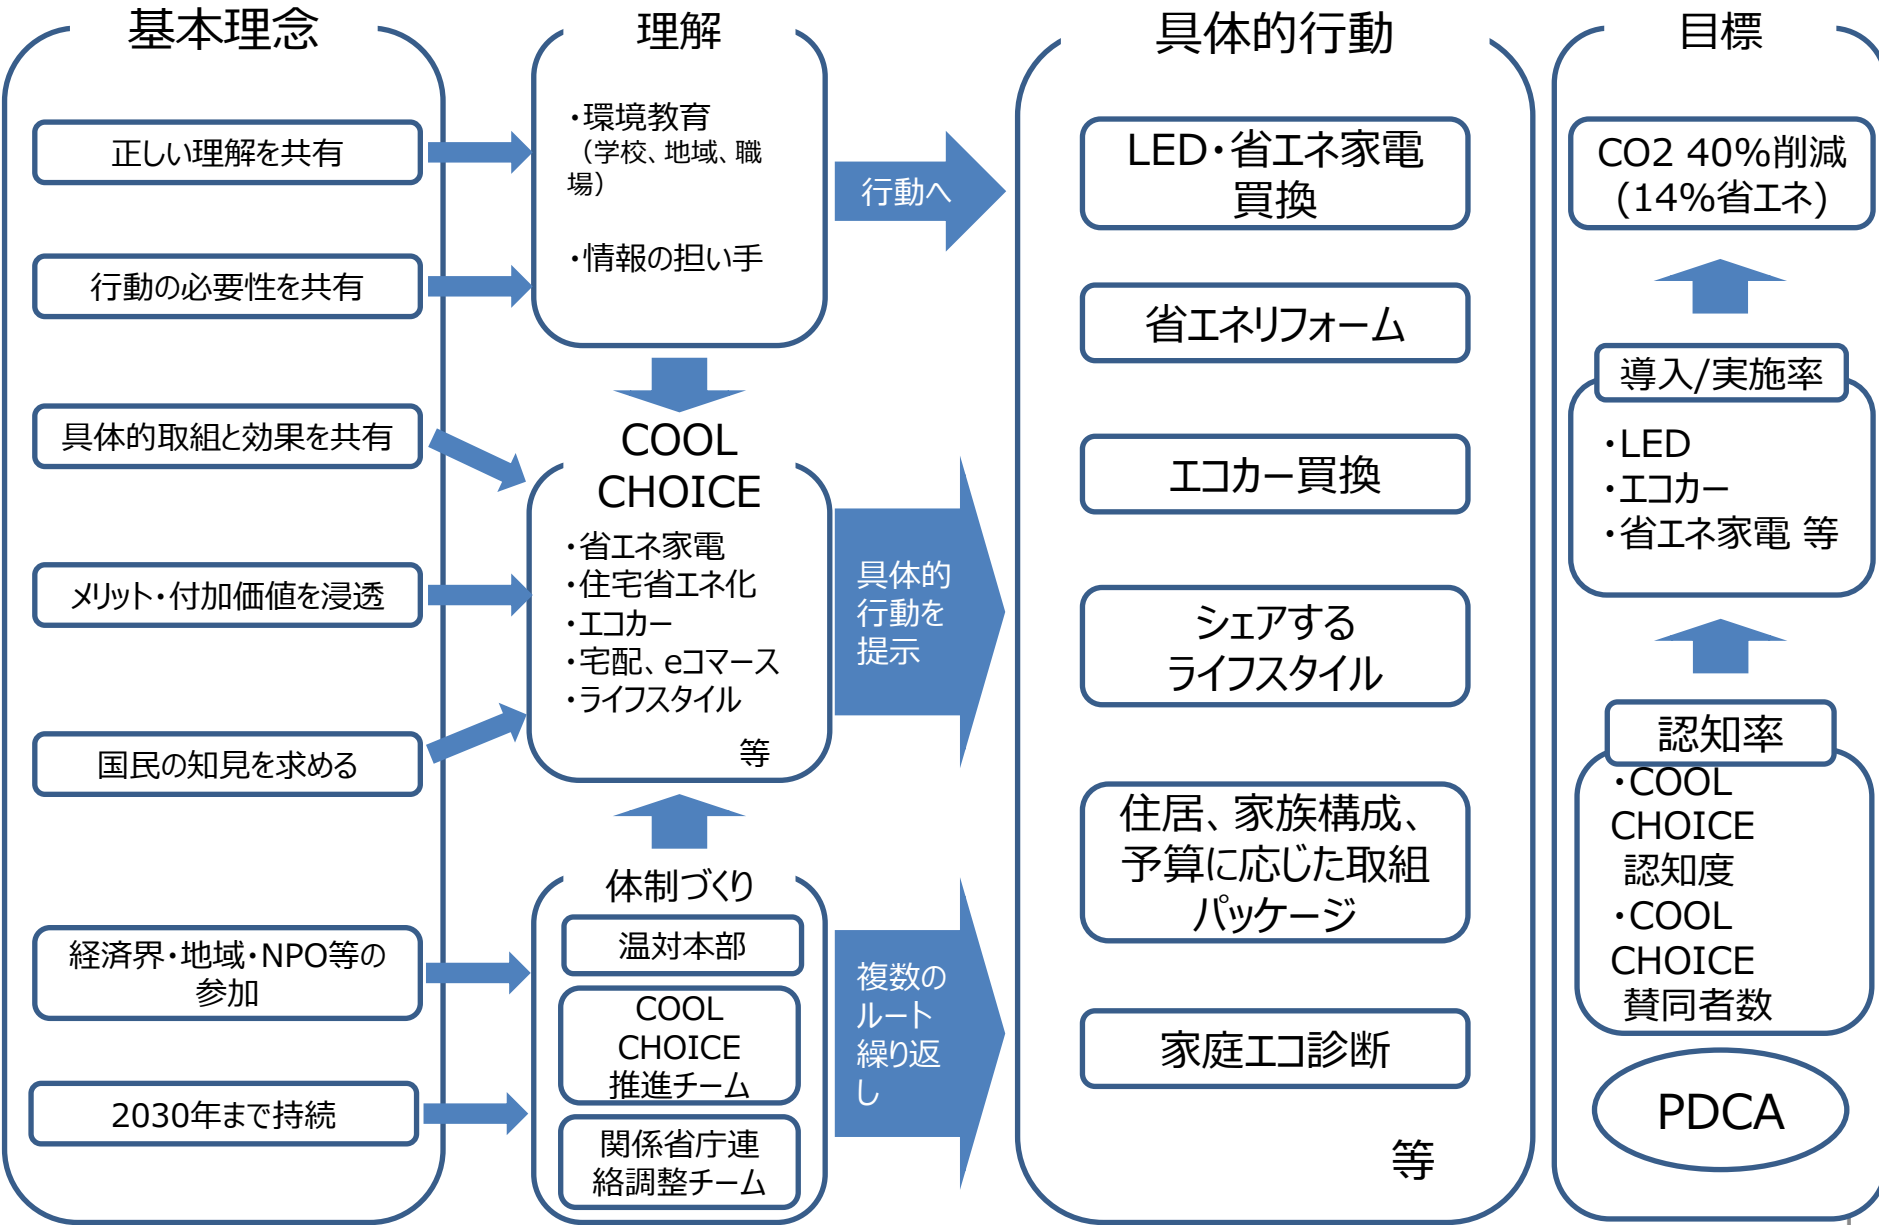 基本理念
正しい理解を共有
行動の必要性を共有
具体的取組と効果を共有
メリット・付加価値を浸透
国民の知見を求める
経済界・地域・NPO等の
参加
2030年まで持続
理解
・環境教育
（学校、地域、職
場）
・情報の担い手
COOL
CHOICE
・省エネ家電
・住宅省エネ化
・エコカー
・宅配、eコマース
・ライフスタイル
等
体制づくり
温対本部
COOL
CHOICE
推進チーム
関係省庁連
絡調整チーム
行動へ
具体的
行動を
提示
複数の
ルート
繰り返
し
具体的行動
LED・省エネ家電
買換
省エネリフォーム
エコカー買換
シェアする
ライフスタイル
住居、家族構成、
予算に応じた取組
パッケージ
家庭エコ診断
等
目標
CO2 40%削減
(14%省エネ)
導入/実施率
・LED
・エコカー
・省エネ家電 等
認知率
・COOL
CHOICE
認知度
・COOL
CHOICE
賛同者数
PDCA